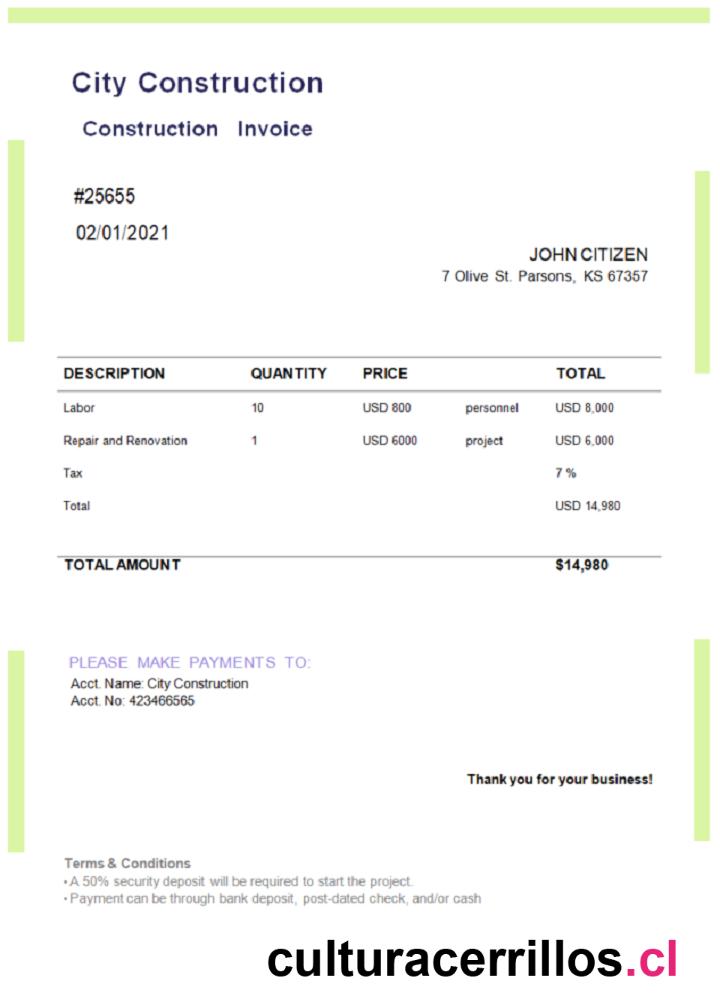 City Construction
Construction Invoice
#25655
02/01/2021
JOHN CITIZEN
7 Olive St. Parsons, KS 67357
DESCRIPTION QUANTITY PRICE TOTAL
Labor 10 USD 800 personnel USD 8,000
Repair and Renovation 1 USD 6000 project USD 6,000
Tax 7 %
Total USD 14,980
TOTAL AMOUNT $14,980
PLEASE MAKE PAYMENTS TO:
Acct. Name: City Construction
Acct. No: 423466565
Thank you for your business!
Terms & Conditions
• A 50% security deposit will be required to start the project.
• Payment can be through bank deposit, post-dated check, and/or cash
culturacerrillos.cl